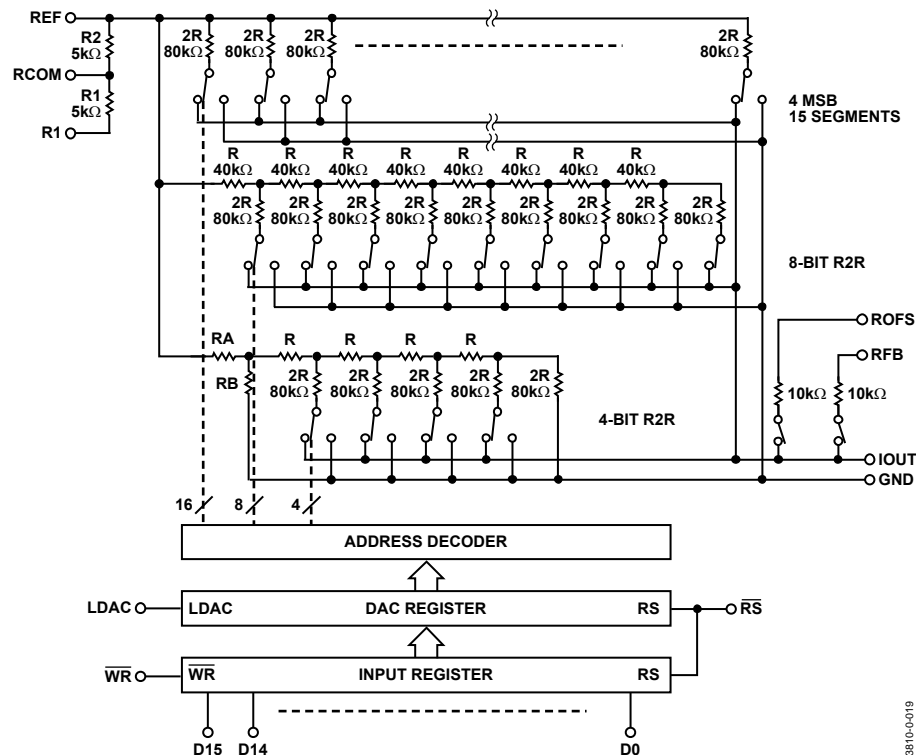 REF
R2
5kΩ
RCOM
R1
5kΩ
R1
2R 2R 2R 2R
80kΩ 80kΩ 80kΩ 80kΩ
4 MSB
15 SEGMENTS
R R R R R R R R
40kΩ 40kΩ 40kΩ 40kΩ 40kΩ 40kΩ 40kΩ 40kΩ
2R 2R 2R 2R 2R 2R 2R 2R 2R
80kΩ 80kΩ 80kΩ 80kΩ 80kΩ 80kΩ 80kΩ 80kΩ 80kΩ
8-BIT R2R
ROFS
RFB
10kΩ 10kΩ
RA R R R R
RB
2R 2R 2R 2R 2R
80kΩ 80kΩ 80kΩ 80kΩ 80kΩ
4-BIT R2R
IOUT
GND
16 8 4
ADDRESS DECODER
LDAC LDAC DAC REGISTER RS R̅S̅
W̅R̅ W̅R̅ INPUT REGISTER RS
D15 D14 D0
03810-0-019